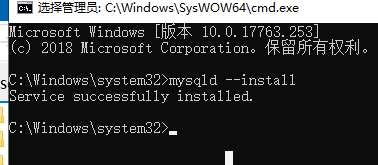 选择管理员: C:\Windows\SysWOW64\cmd.exe
Microsoft Windows [版本 10.0.17763.253]
(c) 2018 Microsoft Corporation。保留所有权利。
C:\Windows\system32>mysqld --install
Service successfully installed.
C:\Windows\system32>